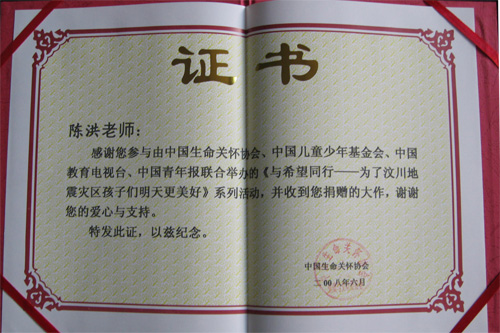 证书
陈洪老师：
感谢您参与由中国生命关怀协会、中国儿童少年基金会、中国
教育电视台、中国青年报联合举办的《与希望同行——为了汶川地
震灾区孩子们明天更美好》系列活动，并收到您捐赠的大作，谢谢
您的爱心与支持。
特发此证，以兹纪念。
中国生命关怀协会
二00八年六月